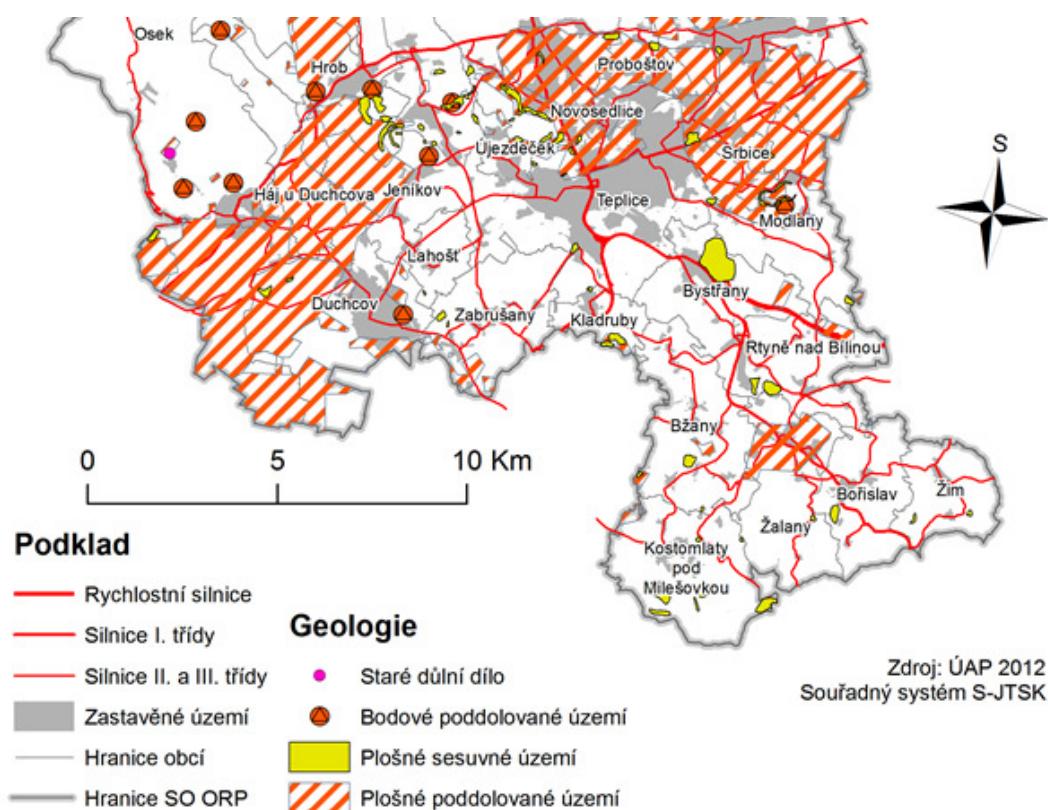 Osek
Hrob
Proboštov
Novosedlice
Újezdeček
Srbice
Háj u Duchcova
Jeníkov
Teplice
Modlany
S
Lahošť
Bystřany
Duchcov
Zabrušany
Kladruby
Rtyně nad Bílinou
Bžany
0
5
10 Km
Bořislav
Žim
Žalany
Kostomlaty
pod
Milešovkou
Podklad
Rychlostní silnice
Silnice I. třídy
Silnice II. a III. třídy
Zastavěné území
Hranice obcí
Hranice SO ORP
Geologie
Staré důlní dílo
Bodové poddolované území
Plošné sesuvné území
Plošné poddolované území
Zdroj: ÚAP 2012
Souřadný systém S-JTSK